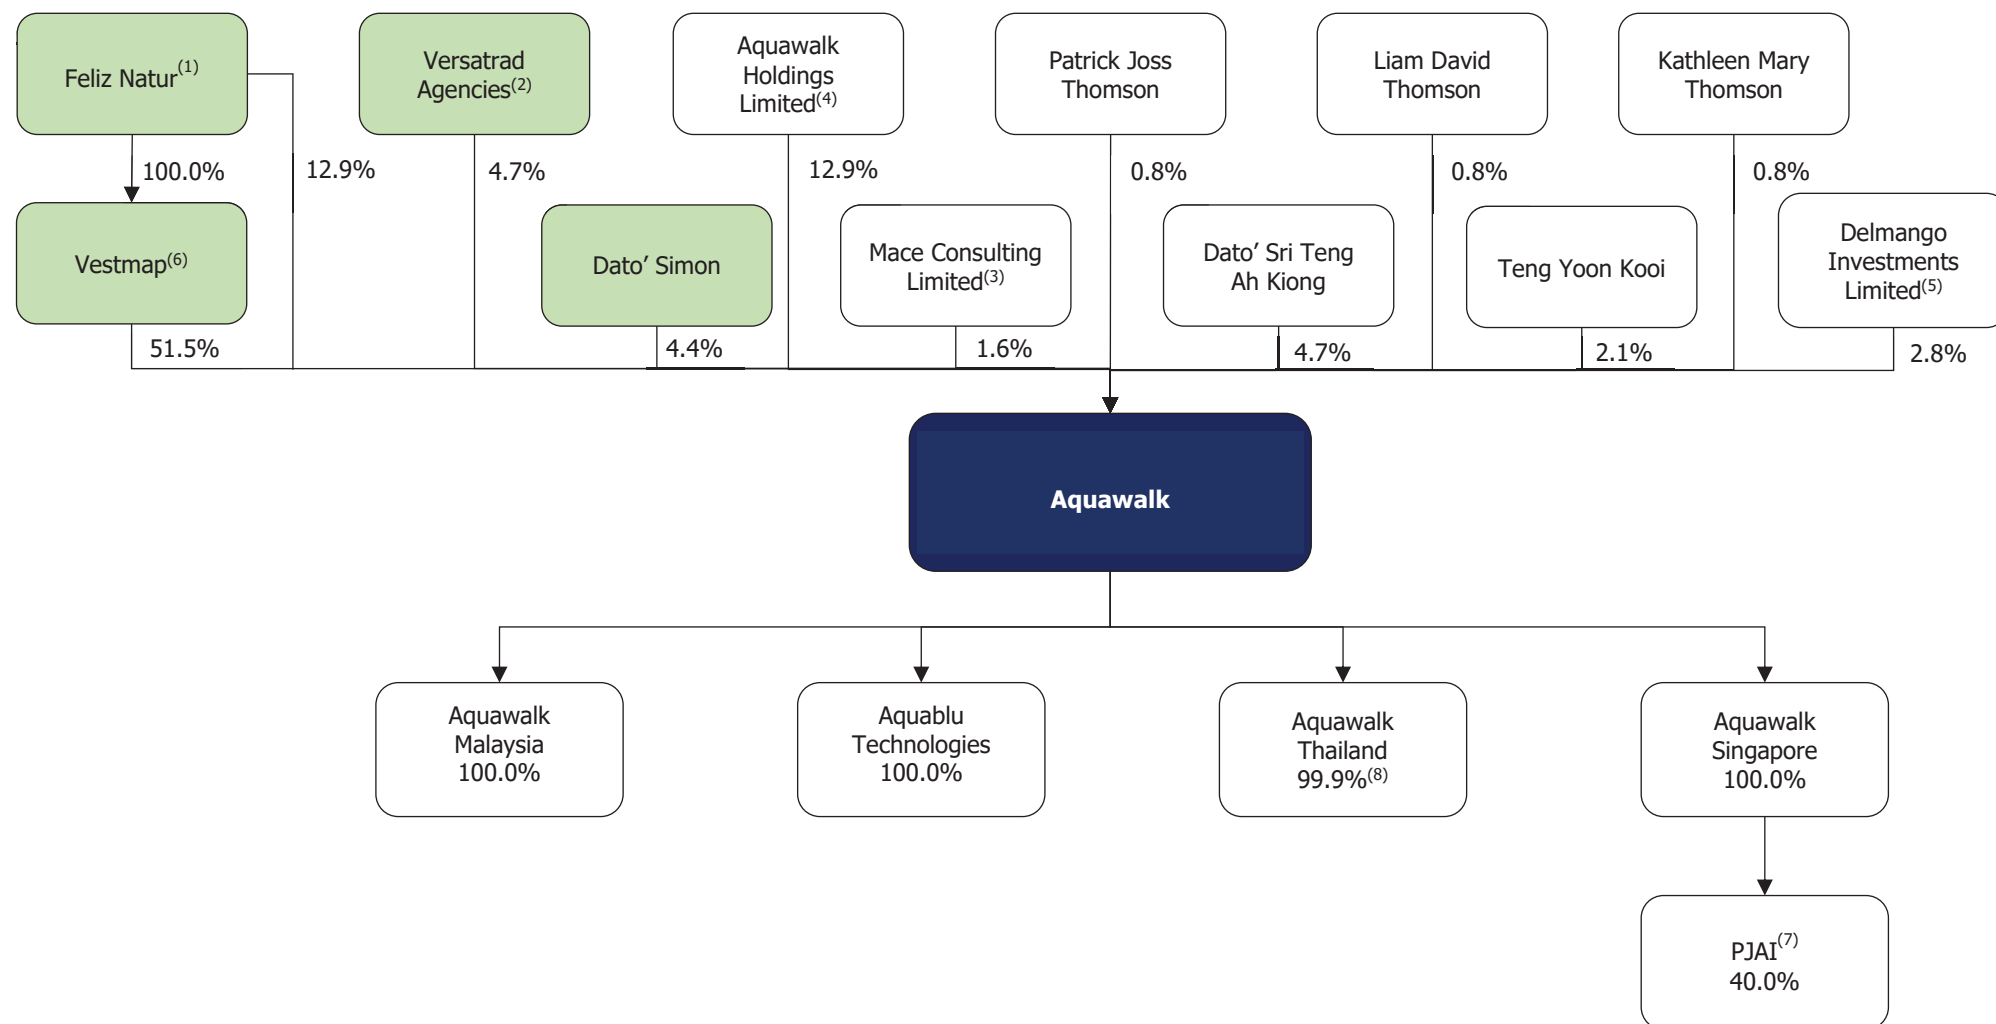 Feliz Natur(1)
Versatrad
Agencies(2)
Aquawalk
Holdings
Limited(4)
Patrick Joss
Thomson
Liam David
Thomson
Kathleen Mary
Thomson
100.0%
12.9%
4.7%
12.9%
0.8%
0.8%
0.8%
Vestmap(6)
Dato’ Simon
Mace Consulting
Limited(3)
Dato’ Sri Teng
Ah Kiong
Teng Yoon Kooi
Delmango
Investments
Limited(5)
51.5%
4.4%
1.6%
4.7%
2.1%
2.8%
Aquawalk
Aquawalk
Malaysia
100.0%
Aquablu
Technologies
100.0%
Aquawalk
Thailand
99.9%(8)
Aquawalk
Singapore
100.0%
PJAI(7)
40.0%